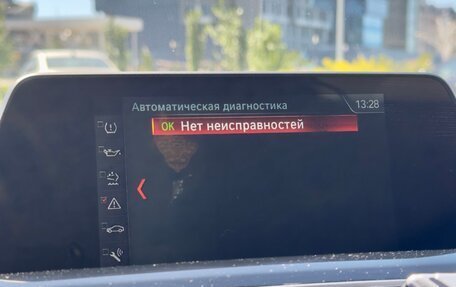 Автоматическая диагностика
13:28
OK Нет неисправностей